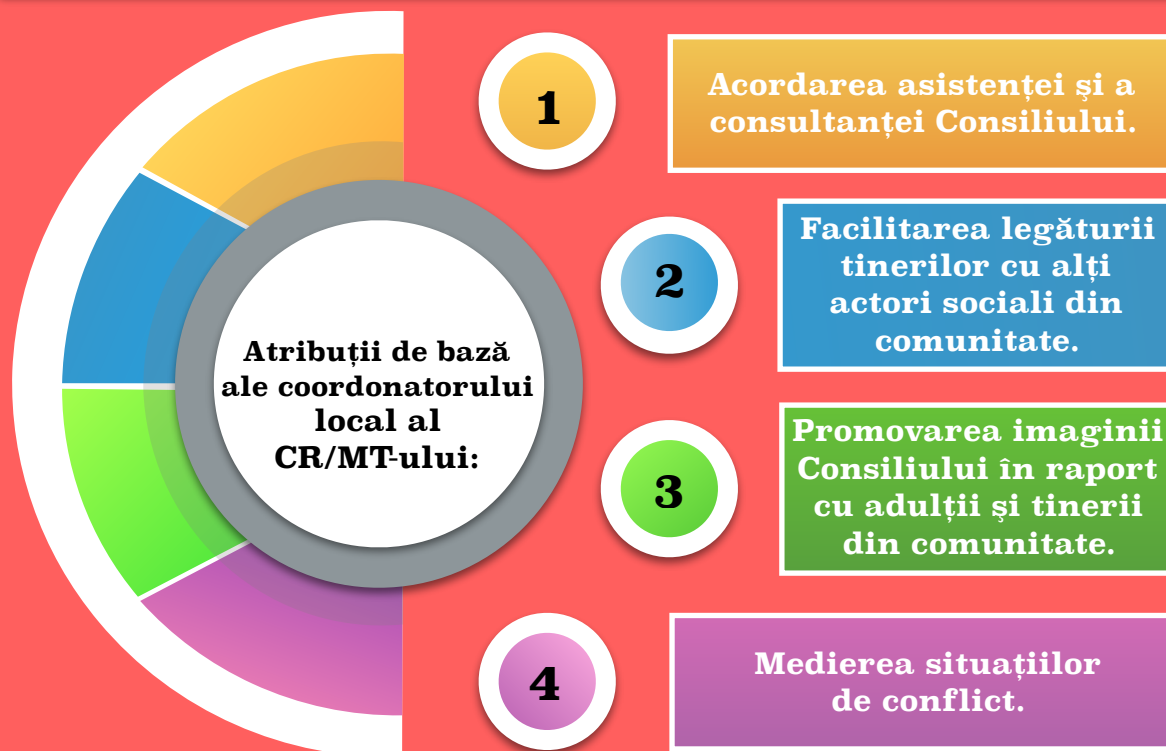 Atribuții de bază
ale coordonatorului
local al
CR/MT-ului:
1
Acordarea asistenței şi a
consultanței Consiliului.
2
Facilitarea legăturii
tinerilor cu alți
actori sociali din
comunitate.
3
Promovarea imaginii
Consiliului în raport
cu adulții şi tinerii
din comunitate.
4
Medierea situațiilor
de conflict.